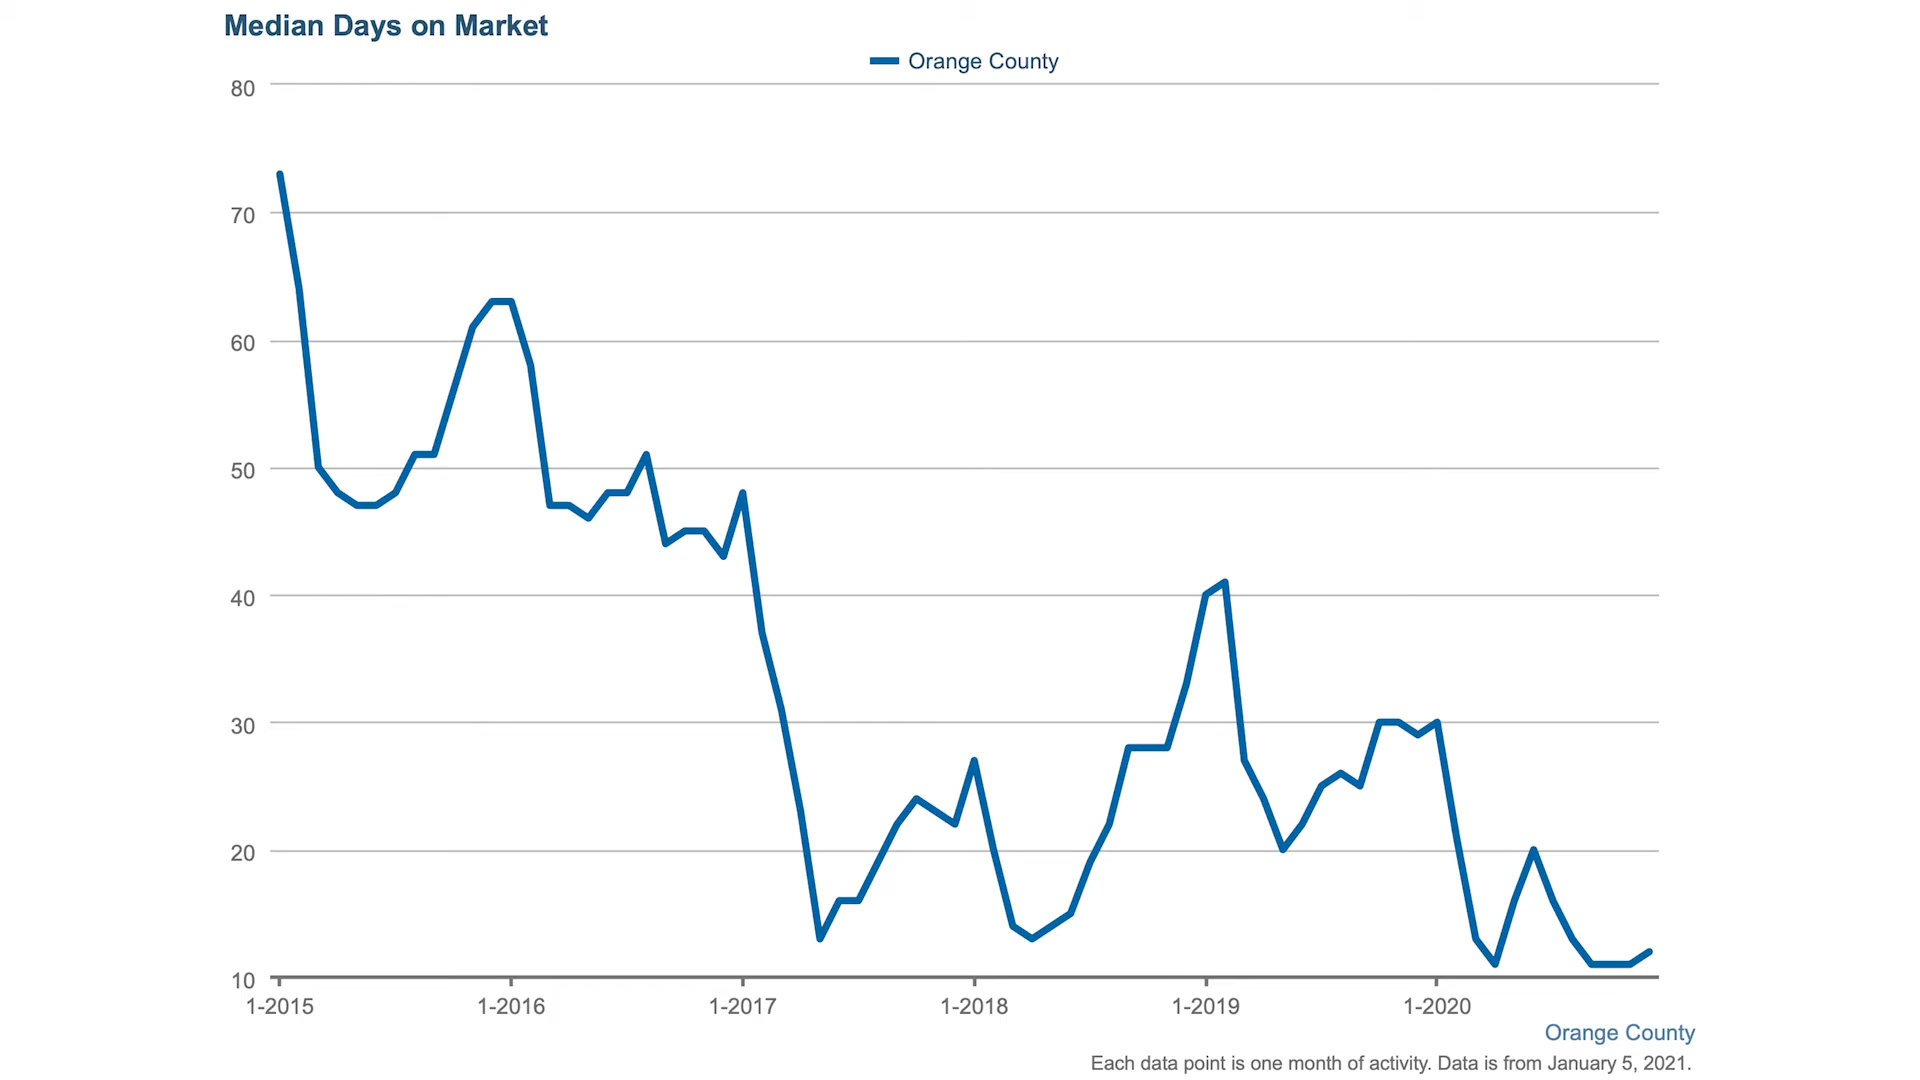 Median Days on Market
Orange County
80
70
60
50
40
30
20
10
1-2015 1-2016 1-2017 1-2018 1-2019 1-2020
Orange County
Each data point is one month of activity. Data is from January 5, 2021.